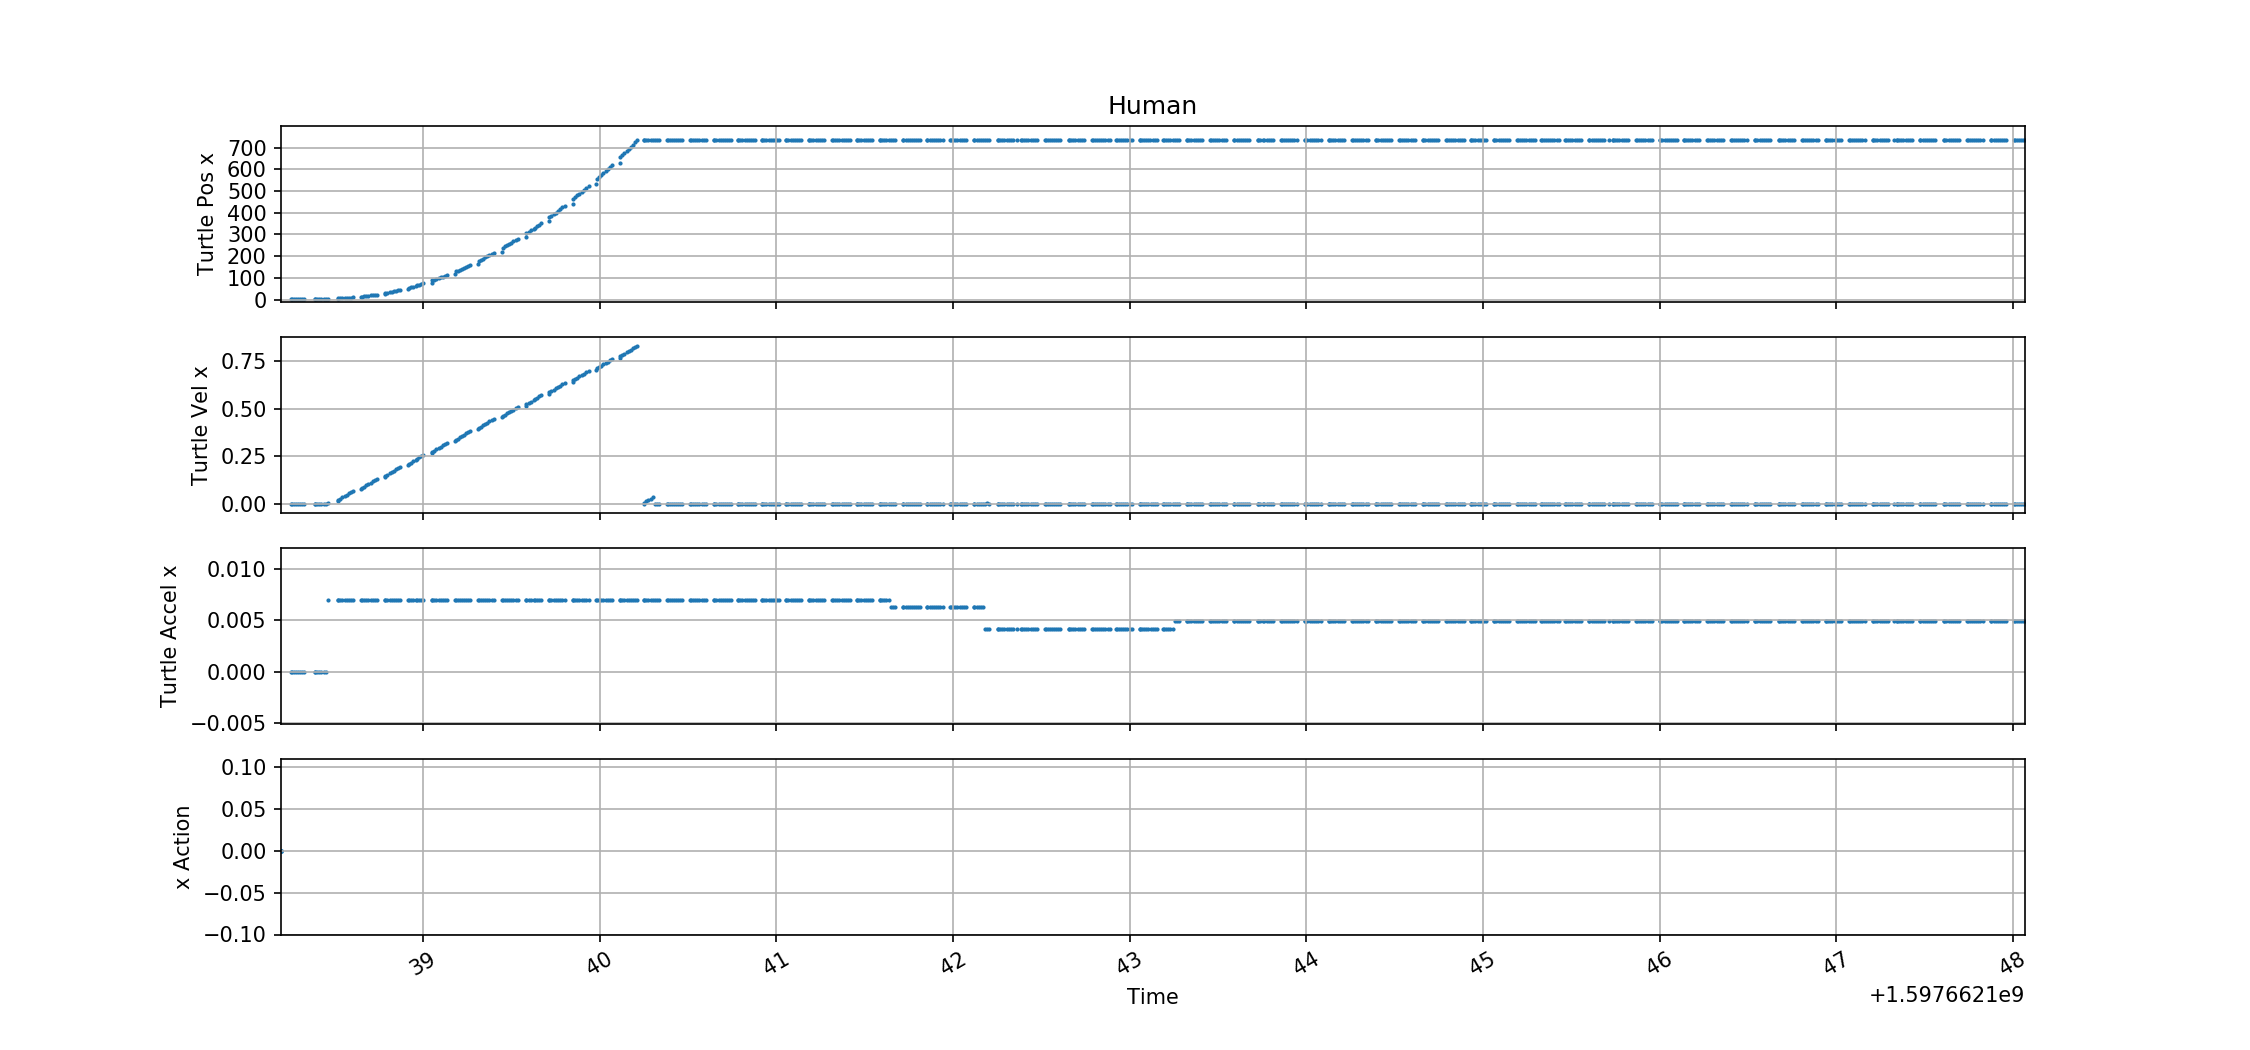 Human
Turtle Pos x
700
600
500
400
300
200
100
0
Turtle Vel x
0.75
0.50
0.25
0.00
Turtle Accel x
0.010
0.005
0.000
−0.005
x Action
0.10
0.05
0.00
−0.05
−0.10
39 40 41 42 43 44 45 46 47 48
Time
+1.5976621e9